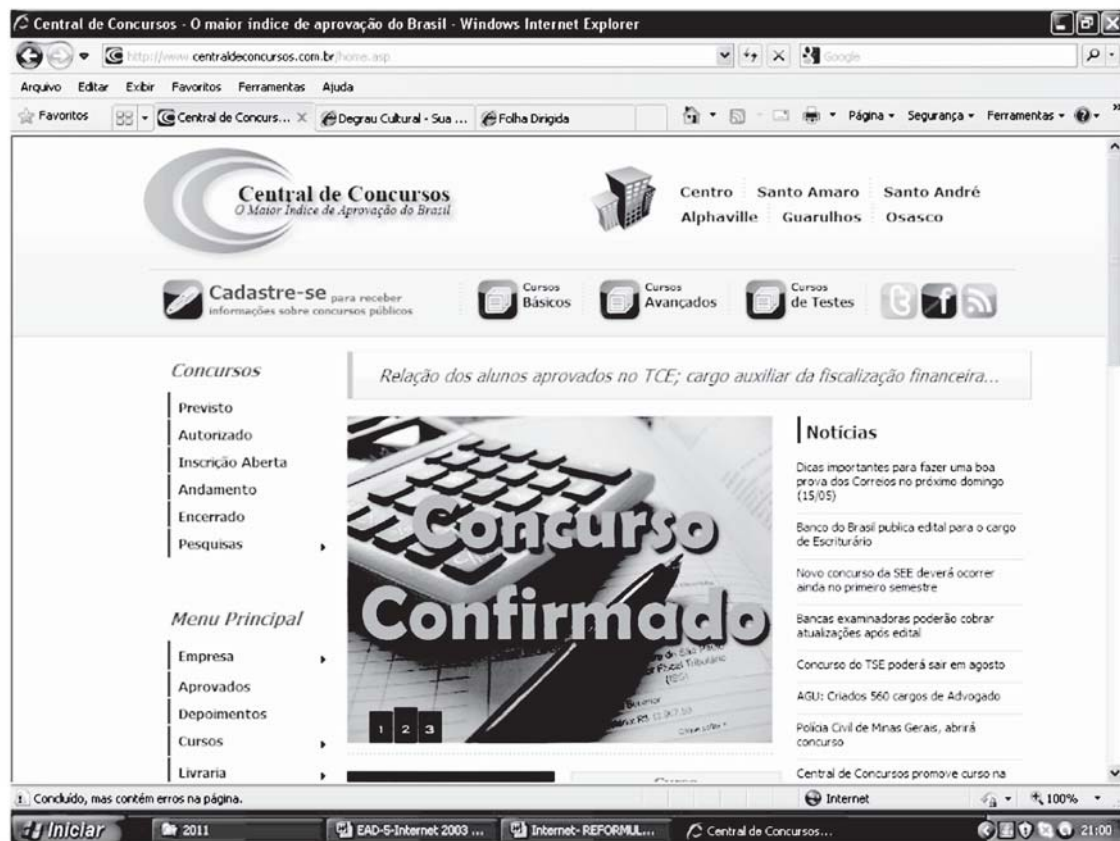 Central de Concursos - O maior índice de aprovação do Brasil - Windows Internet Explorer
http://www.centraldeconcursos.com.br/home.asp
Google
Arquivo Editar Exibir Favoritos Ferramentas Ajuda
Favoritos Central de Concurs... Degrau Cultural - Sua ... Folha Dirigida Página Segurança Ferramentas
Central de Concursos
O Maior Índice de Aprovação do Brasil
Centro Santo Amaro Santo André
Alphaville Guarulhos Osasco
Cadastre-se para receber
informações sobre concursos públicos
Cursos
Básicos
Cursos
Avançados
Cursos
de Testes
Concursos
Previsto
Autorizado
Inscrição Aberta
Andamento
Encerrado
Pesquisas
Menu Principal
Empresa
Aprovados
Depoimentos
Cursos
Livraria
Relação dos alunos aprovados no TCE; cargo auxiliar da fiscalização financeira...
Concurso
Confirmado
1 2 3
Notícias
Dicas importantes para fazer uma boa
prova dos Correios no próximo domingo
(15/05)
Banco do Brasil publica edital para o cargo
de Escriturário
Novo concurso da SEE deverá ocorrer
ainda no primeiro semestre
Bancas examinadoras poderão cobrar
atualizações após edital
Concurso do TSE poderá sair em agosto
AGU: Criados 560 cargos de Advogado
Polícia Civil de Minas Gerais, abrirá
concurso
Central de Concursos promove curso na
Concluído, mas contém erros na página. Internet 100%
Iniciar 2011 EAD-5-Internet 2003 ... Internet- REFORMUL... Central de Concursos... 21:00